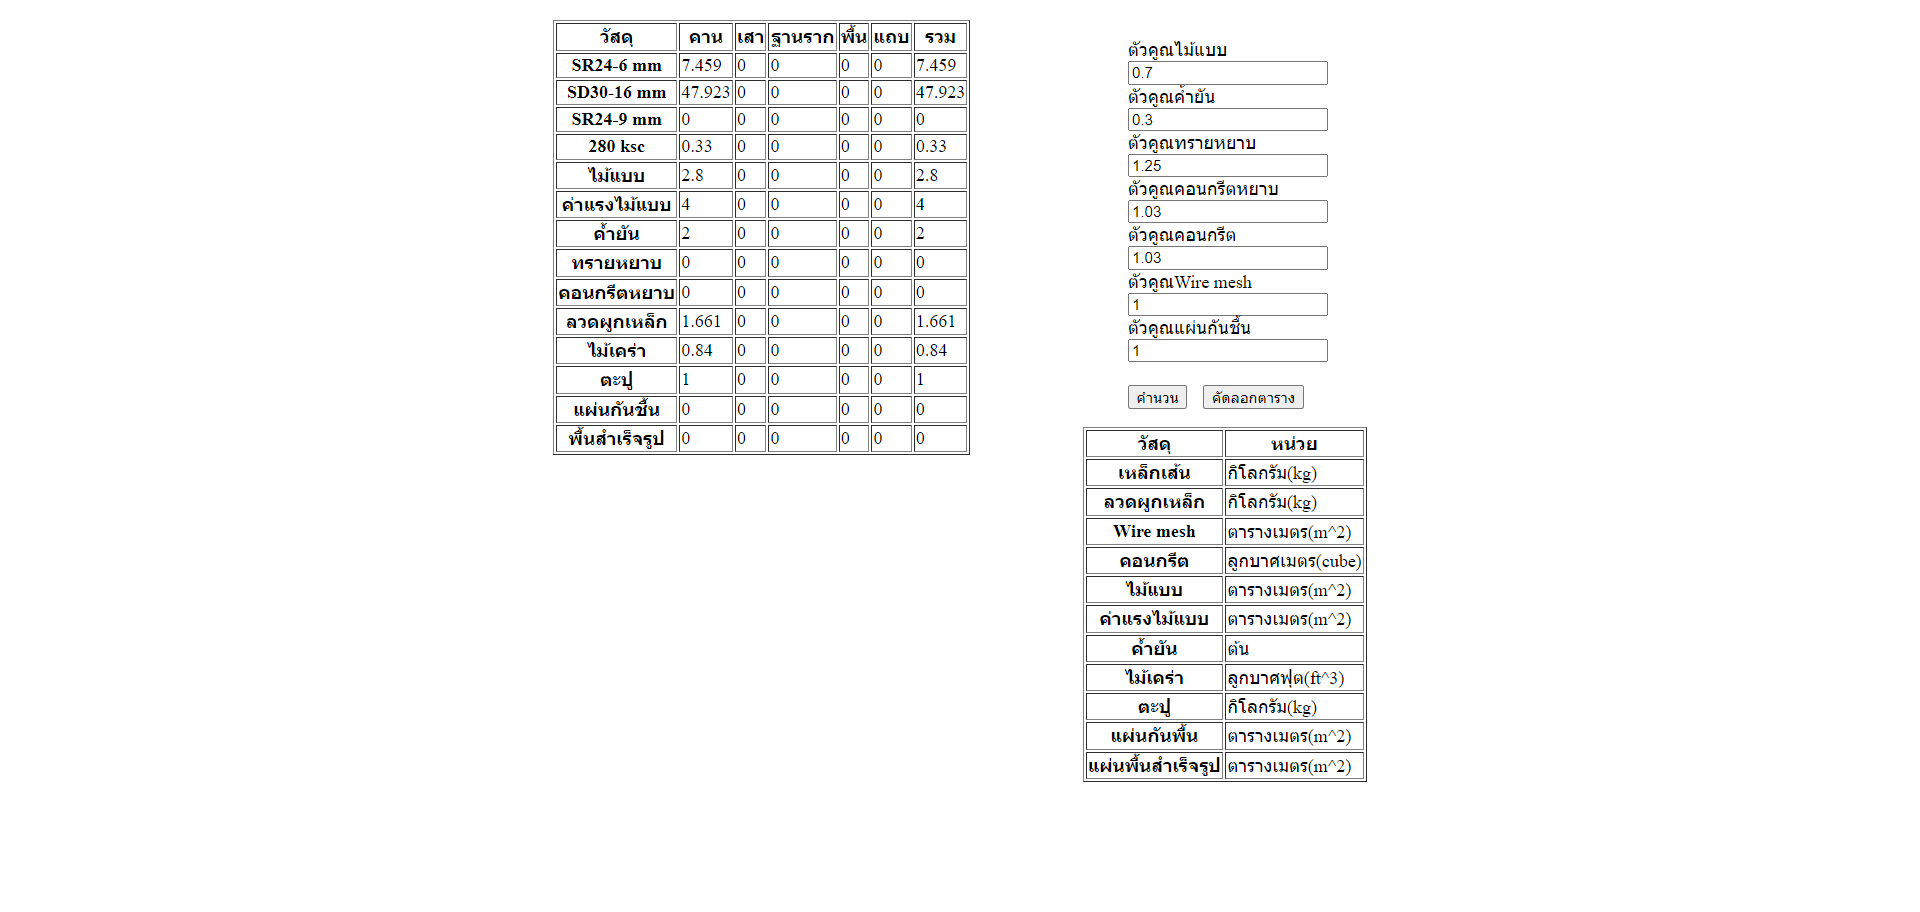 วัสดุ คาน เสา ฐานราก พื้น แถบ รวม
SR24-6 mm 7.459 0 0 0 0 7.459
SD30-16 mm 47.923 0 0 0 0 47.923
SR24-9 mm 0 0 0 0 0 0
280 ksc 0.33 0 0 0 0 0.33
ไม้แบบ 2.8 0 0 0 0 2.8
ค่าแรงไม้แบบ 4 0 0 0 0 4
ค้ำยัน 2 0 0 0 0 2
ทรายหยาบ 0 0 0 0 0 0
คอนกรีตหยาบ 0 0 0 0 0 0
ลวดผูกเหล็ก 1.661 0 0 0 0 1.661
ไม้เคร่า 0.84 0 0 0 0 0.84
ตะปู 1 0 0 0 0 1
แผ่นกันชื้น 0 0 0 0 0 0
พื้นสำเร็จรูป 0 0 0 0 0 0
ตัวคูณไม้แบบ
0.7
ตัวคูณค้ำยัน
0.3
ตัวคูณทรายหยาบ
1.25
ตัวคูณคอนกรีตหยาบ
1.03
ตัวคูณคอนกรีต
1.03
ตัวคูณWire mesh
1
ตัวคูณแผ่นกันชื้น
1
คำนวน คัดลอกตาราง
วัสดุ หน่วย
เหล็กเส้น กิโลกรัม(kg)
ลวดผูกเหล็ก กิโลกรัม(kg)
Wire mesh ตารางเมตร(m^2)
คอนกรีต ลูกบาศเมตร(cube)
ไม้แบบ ตารางเมตร(m^2)
ค่าแรงไม้แบบ ตารางเมตร(m^2)
ค้ำยัน ต้น
ไม้เคร่า ลูกบาศฟุต(ft^3)
ตะปู กิโลกรัม(kg)
แผ่นกันพื้น ตารางเมตร(m^2)
แผ่นพื้นสำเร็จรูป ตารางเมตร(m^2)